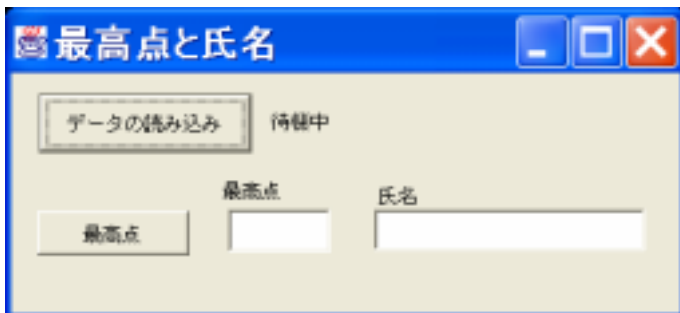 最高点と氏名
データの読み込み 待機中
最高点 氏名
最高点